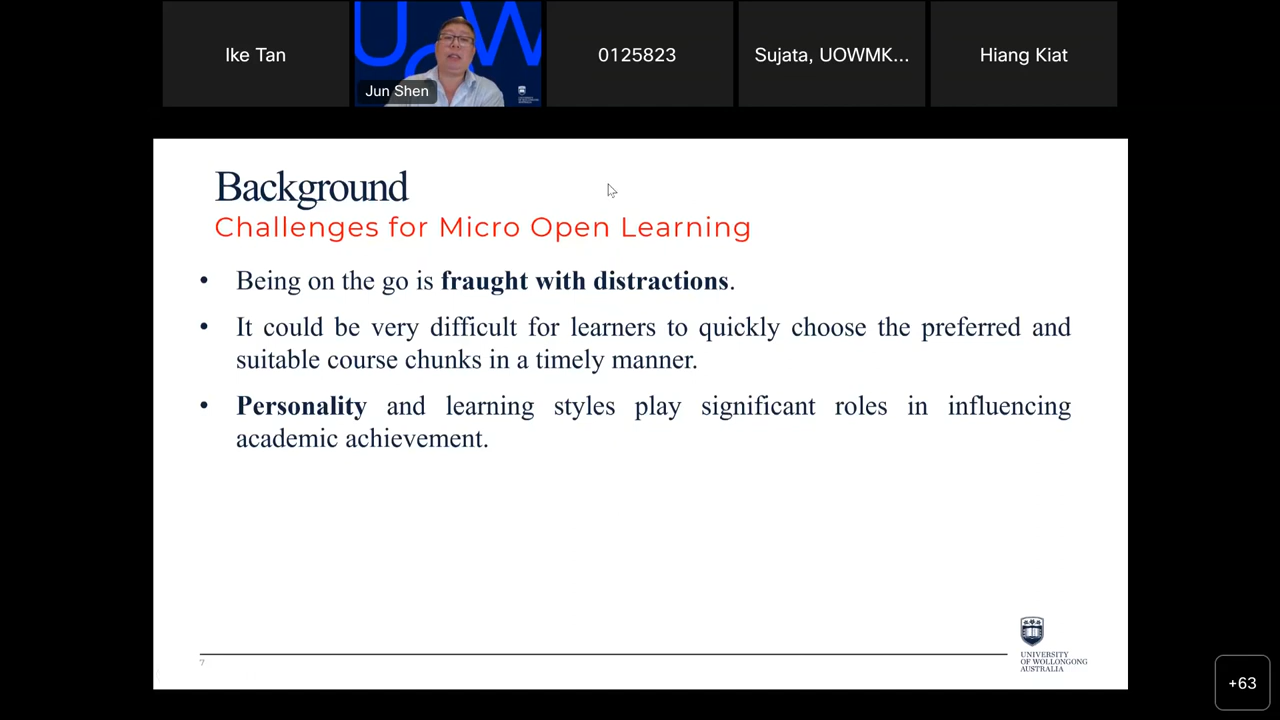 Ike Tan
UOW
Jun Shen
0125823
Sujata, UOWMK...
Hiang Kiat
Background
Challenges for Micro Open Learning
• Being on the go is fraught with distractions.
• It could be very difficult for learners to quickly choose the preferred and
suitable course chunks in a timely manner.
• Personality and learning styles play significant roles in influencing
academic achievement.
7
UNIVERSITY
OF WOLLONGONG
AUSTRALIA
+63